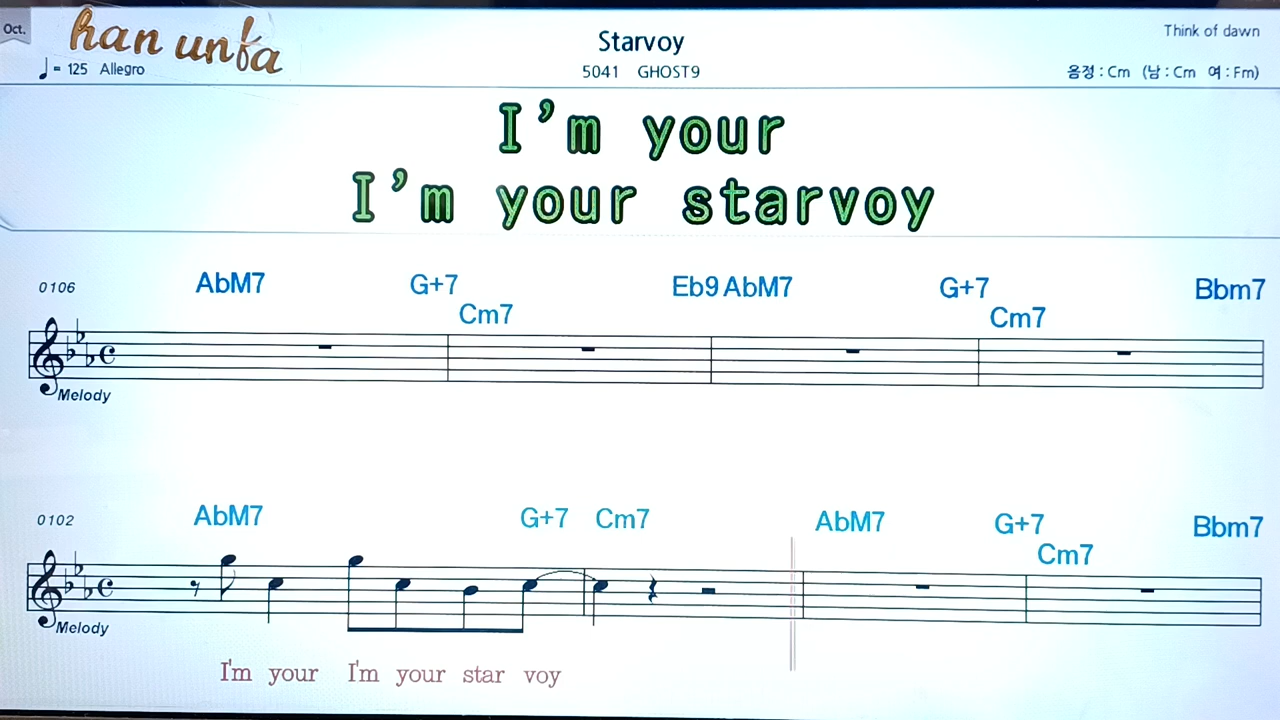 Oct.
han unfa
♩= 125 Allegro
Starvoy
5041 GHOST9
Think of dawn
음정 : Cm (남 : Cm 여 : Fm)
I'm your
I'm your starvoy
0106
AbM7 G+7 Cm7 Eb9 AbM7 G+7 Cm7 Bbm7
Melody
0102
AbM7 G+7 Cm7 AbM7 G+7 Cm7 Bbm7
Melody
I'm your I'm your star voy